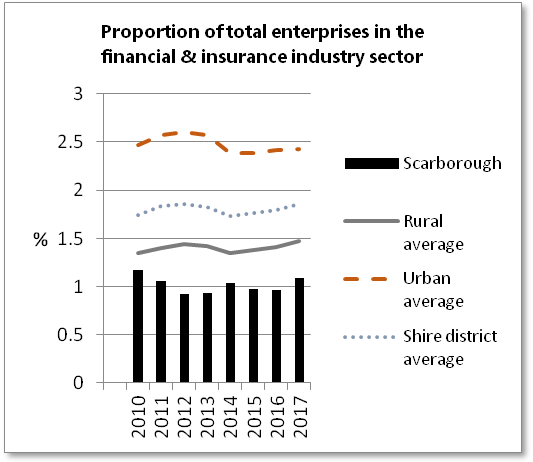 Proportion of total enterprises in the
financial & insurance industry sector
3
2.5
2
1.5
1
0.5
0
%
2010
2011
2012
2013
2014
2015
2016
2017
Scarborough
Rural
average
Urban
average
Shire district
average